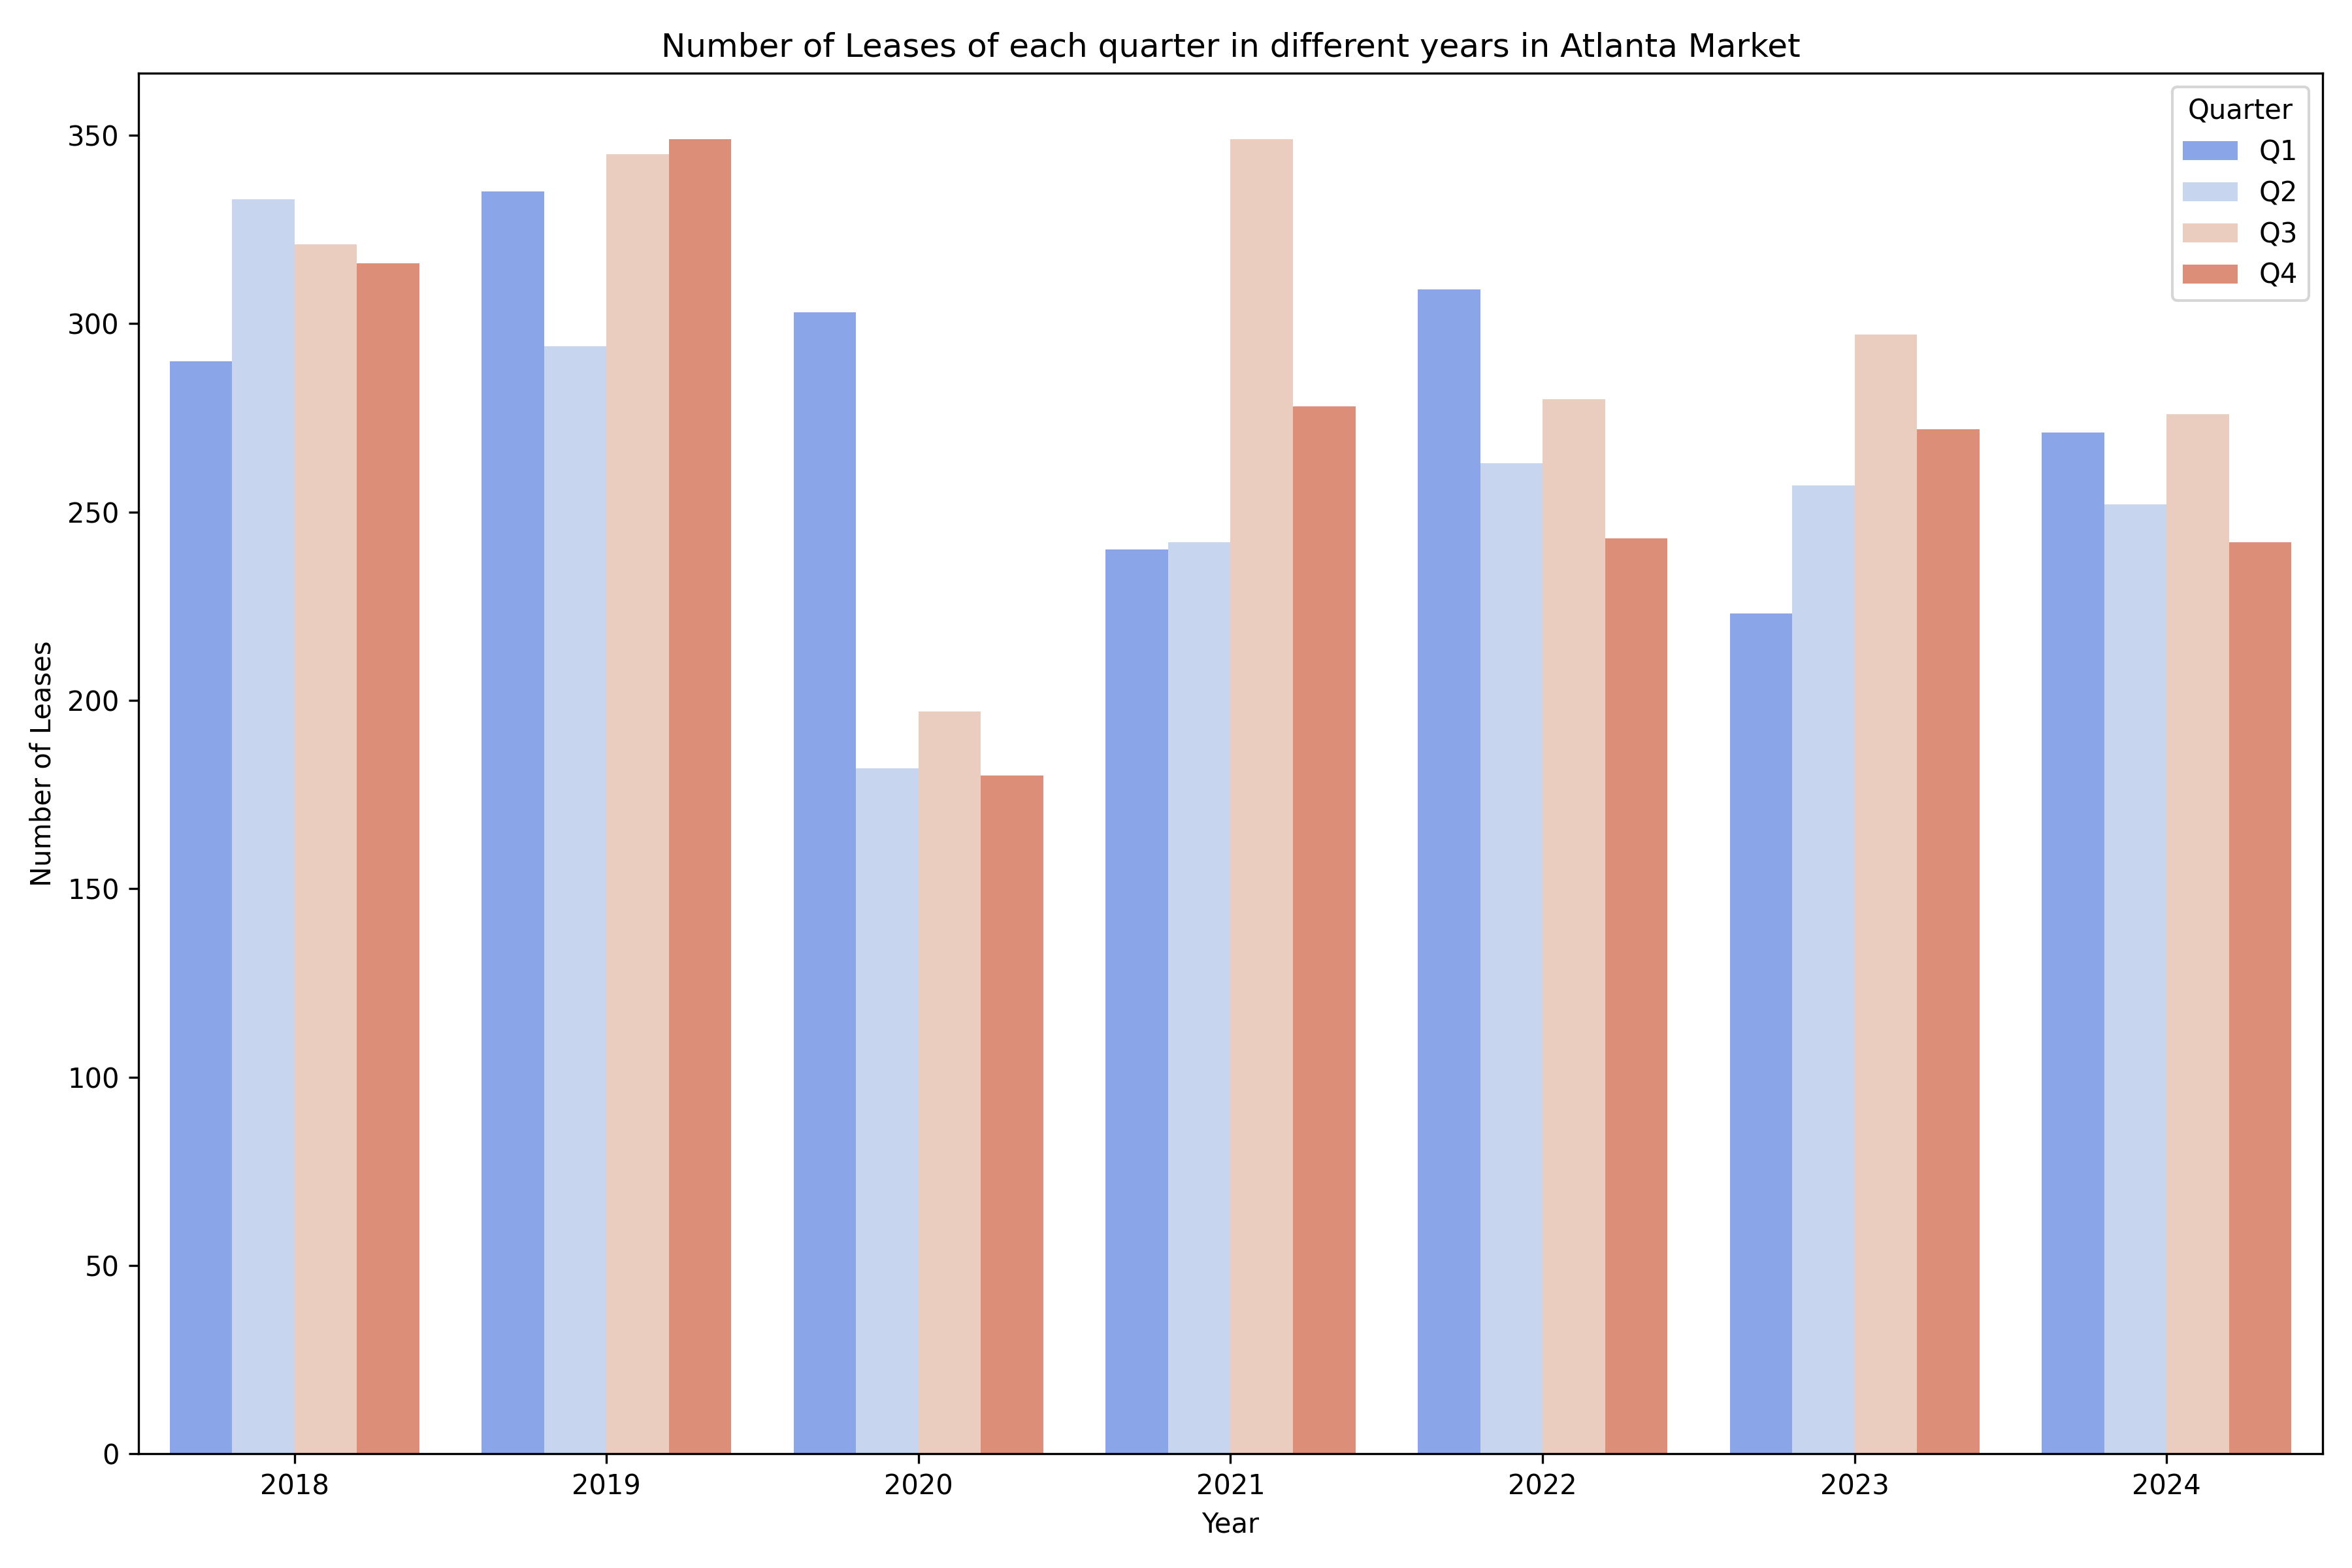 Number of Leases of each quarter in different years in Atlanta Market
Quarter
Q1
Q2
Q3
Q4
Number of Leases
350
300
250
200
150
100
50
0
2018 2019 2020 2021 2022 2023 2024
Year